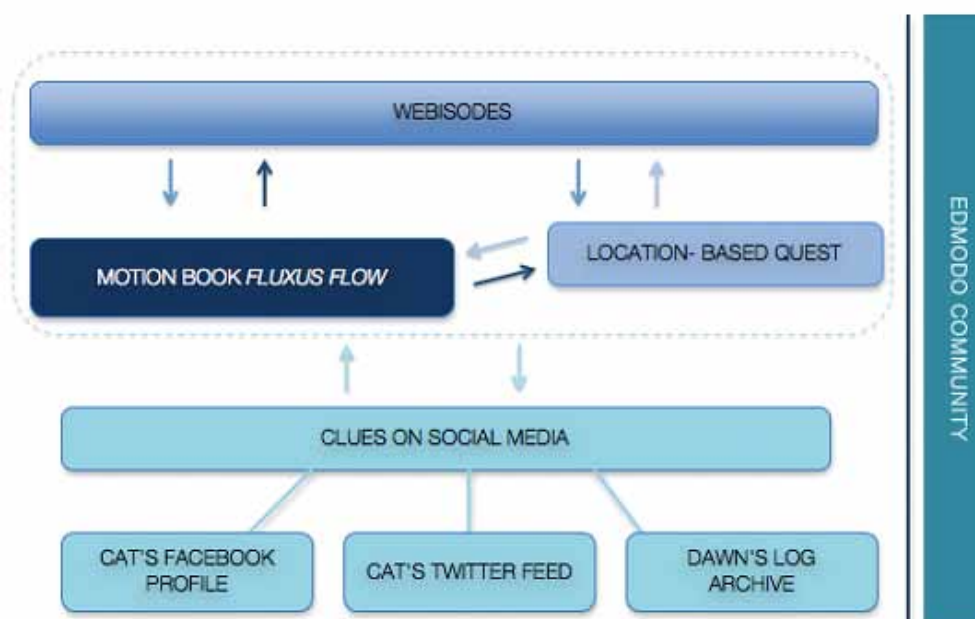 WEBISODES
MOTION BOOK FLUXUS FLOW
LOCATION- BASED QUEST
CLUES ON SOCIAL MEDIA
CAT'S FACEBOOK
PROFILE
CAT'S TWITTER FEED
DAWN'S LOG
ARCHIVE
EDMODO COMMUNITY